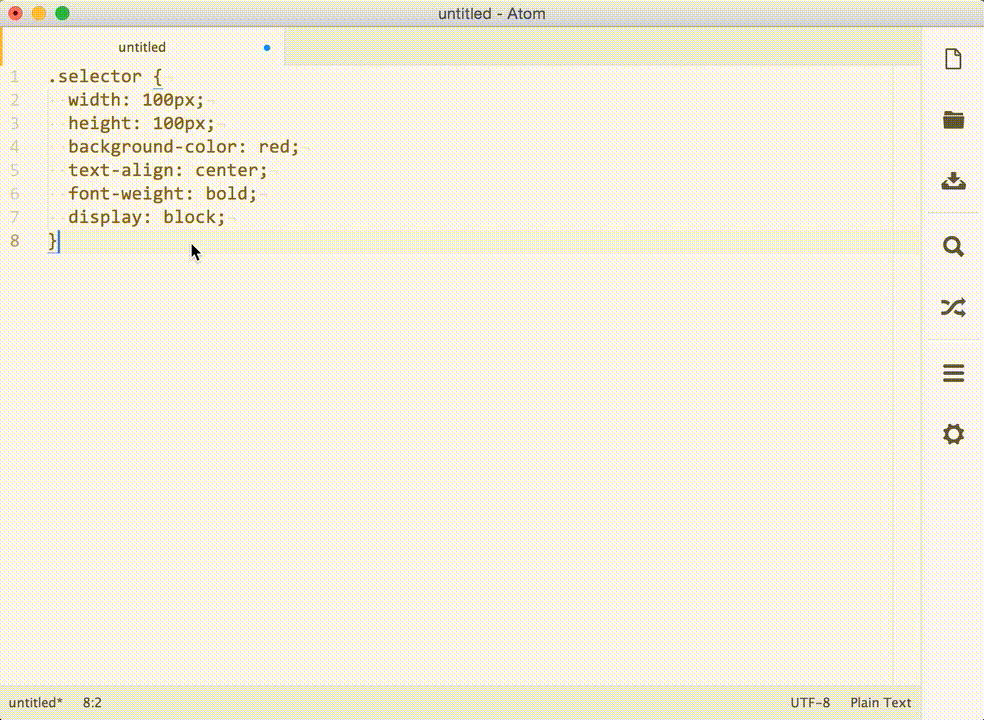 untitled - Atom
untitled
1 .selector {
2   width: 100px;
3   height: 100px;
4   background-color: red;
5   text-align: center;
6   font-weight: bold;
7   display: block;
8 }
untitled* 8:2 UTF-8 Plain Text